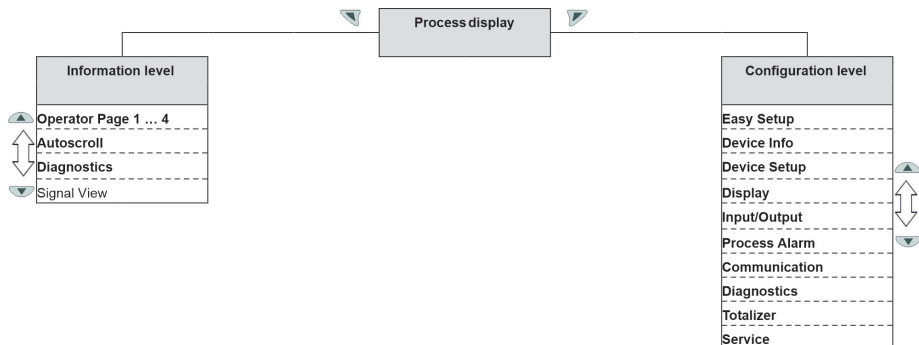 Process display
Information level
Operator Page 1 … 4
Autoscroll
Diagnostics
Signal View
Configuration level
Easy Setup
Device Info
Device Setup
Display
Input/Output
Process Alarm
Communication
Diagnostics
Totalizer
Service